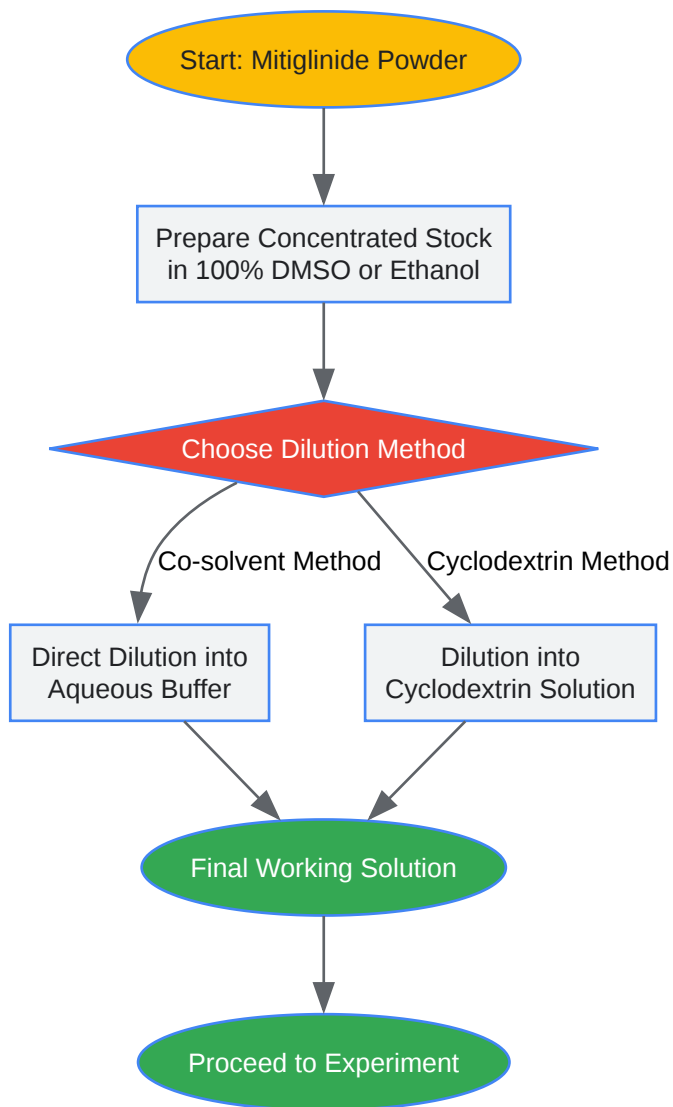 Start: Mitiglinide Powder
Prepare Concentrated Stock
in 100% DMSO or Ethanol
Choose Dilution Method
Co-solvent Method
Cyclodextrin Method
Direct Dilution into
Aqueous Buffer
Dilution into
Cyclodextrin Solution
Final Working Solution
Proceed to Experiment